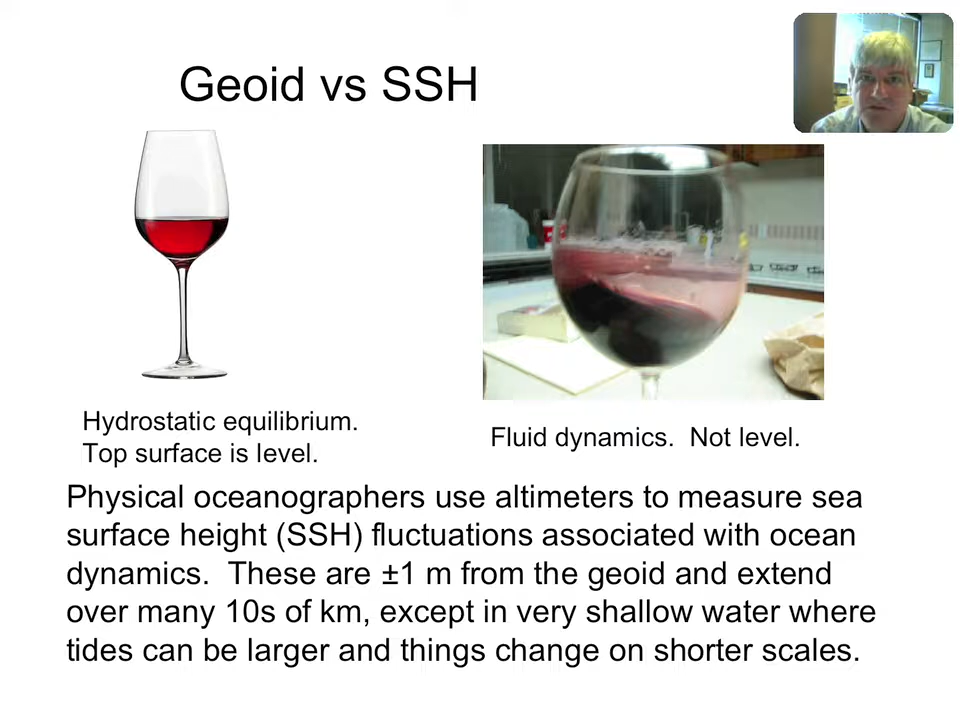 Geoid vs SSH
Hydrostatic equilibrium.
Top surface is level.
Fluid dynamics.  Not level.
Physical oceanographers use altimeters to measure sea
surface height (SSH) fluctuations associated with ocean
dynamics.  These are ±1 m from the geoid and extend
over many 10s of km, except in very shallow water where
tides can be larger and things change on shorter scales.